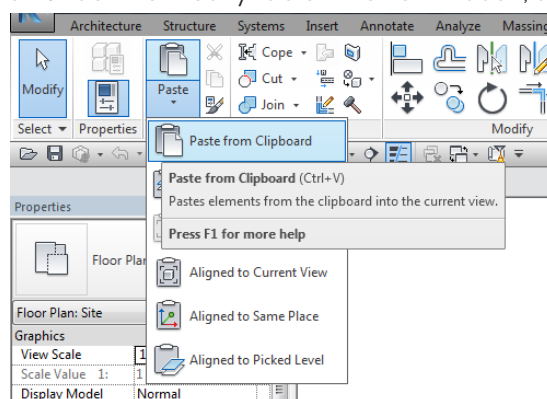 Architecture Structure Systems Insert Annotate Analyze Massing
Modify Paste Cope
Cut
Join
Select Properties Modify
Paste from Clipboard
Paste from Clipboard (Ctrl+V)
Pastes elements from the clipboard into the current view.
Press F1 for more help
Properties
Floor Plan
Aligned to Current View
Aligned to Same Place
Aligned to Picked Level
Floor Plan: Site
Graphics
View Scale 1
Scale Value 1: 1
Display Model Normal